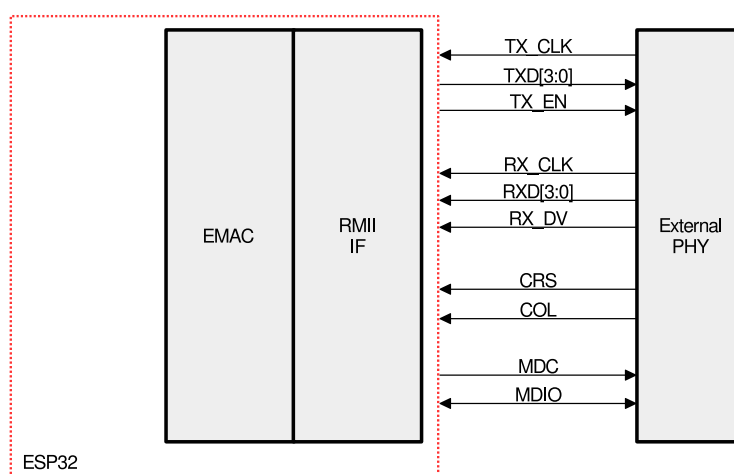 TX_CLK
TXD[3:0]
TX_EN
RX_CLK
RXD[3:0]
RX_DV
EMAC
RMII
IF
External
PHY
CRS
COL
MDC
MDIO
ESP32